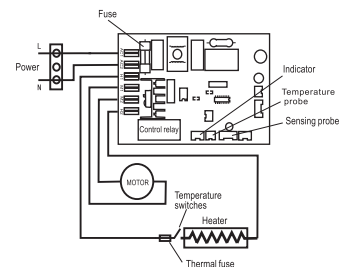 Fuse
L
Power
N
Indicator
Temperature
probe
Sensing probe
Control relay
MOTOR
Temperature
switches
Heater
Thermal fuse